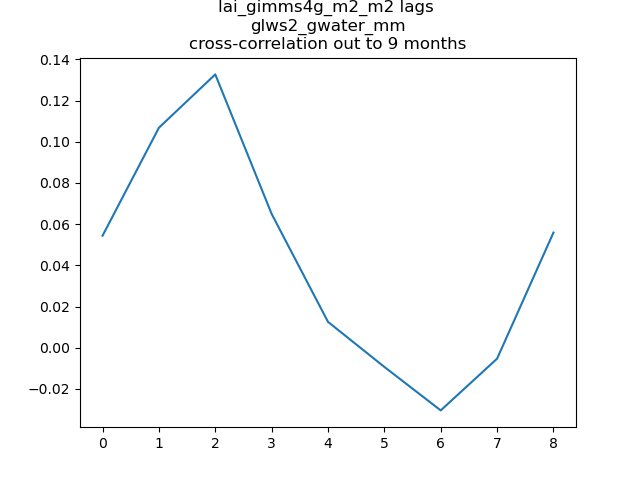 lai_gimms4g_m2_m2 lags
glws2_gwater_mm
cross-correlation out to 9 months
0.14
0.12
0.10
0.08
0.06
0.04
0.02
0.00
−0.02
0 1 2 3 4 5 6 7 8